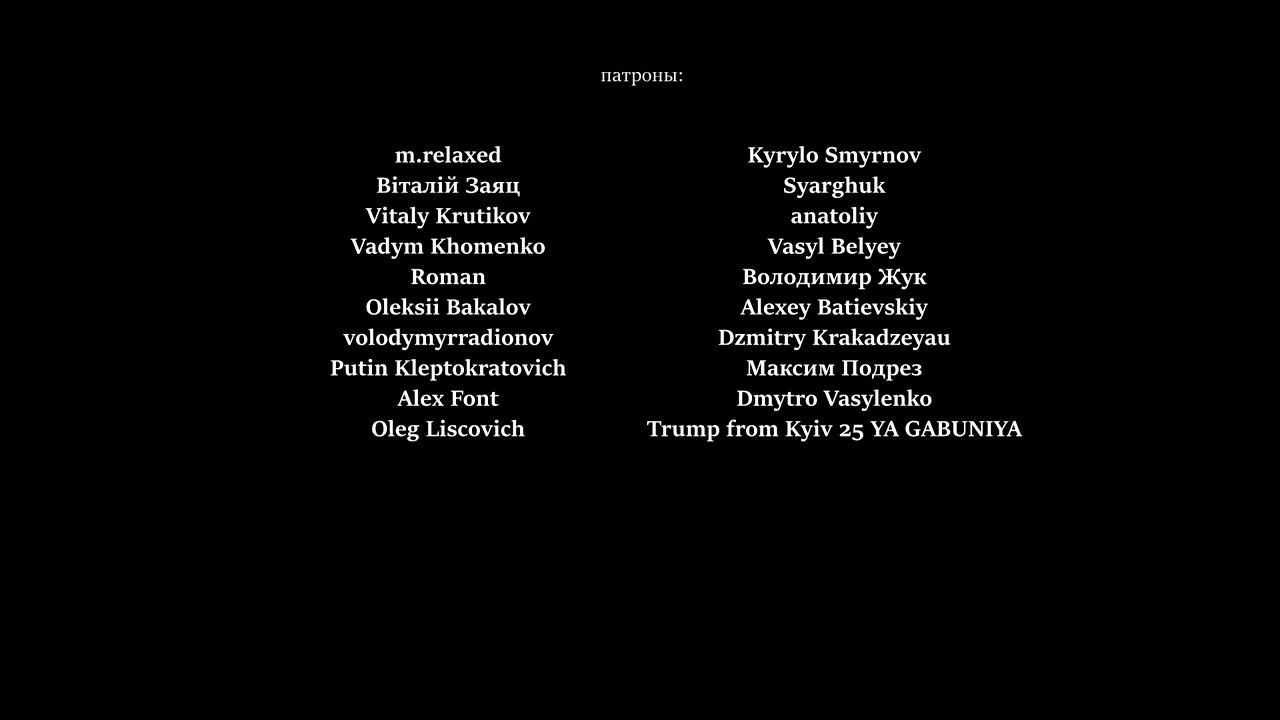 патроны:
m.relaxed
Віталій Заяц
Vitaly Krutikov
Vadym Khomenko
Roman
Oleksii Bakalov
volodymyrradionov
Putin Kleptokratovich
Alex Font
Oleg Liscovich
Kyrylo Smyrnov
Syarghuk
anatoliy
Vasyl Belyey
Володимир Жук
Alexey Batievskiy
Dzmitry Krakadzeyau
Максим Подрез
Dmytro Vasylenko
Trump from Kyiv 25 YA GABUNIYA